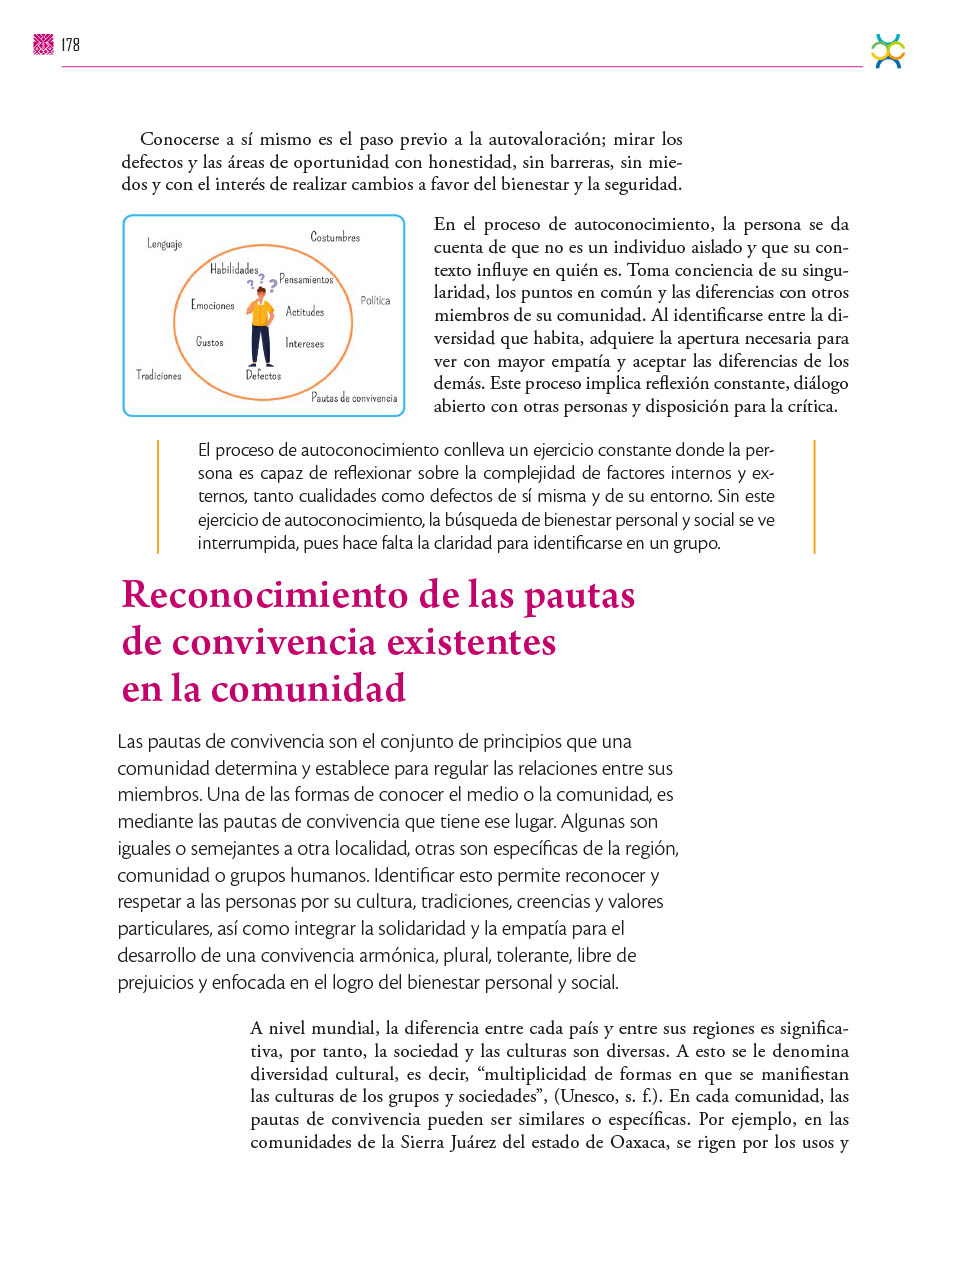 178
Conocerse a sí mismo es el paso previo a la autovaloración; mirar los
defectos y las áreas de oportunidad con honestidad, sin barreras, sin mie-
dos y con el interés de realizar cambios a favor del bienestar y la seguridad.
Lenguaje
Costumbres
Habilidades
Pensamientos
? ? ?
Emociones
Actitudes
Política
Gustos
Intereses
Tradiciones
Defectos
Pautas de convivencia
En el proceso de autoconocimiento, la persona se da
cuenta de que no es un individuo aislado y que su con-
texto influye en quién es. Toma conciencia de su singu-
laridad, los puntos en común y las diferencias con otros
miembros de su comunidad. Al identificarse entre la di-
versidad que habita, adquiere la apertura necesaria para
ver con mayor empatía y aceptar las diferencias de los
demás. Este proceso implica reflexión constante, diálogo
abierto con otras personas y disposición para la crítica.
El proceso de autoconocimiento conlleva un ejercicio constante donde la per-
sona es capaz de reflexionar sobre la complejidad de factores internos y ex-
ternos, tanto cualidades como defectos de sí misma y de su entorno. Sin este
ejercicio de autoconocimiento, la búsqueda de bienestar personal y social se ve
interrumpida, pues hace falta la claridad para identificarse en un grupo.
Reconocimiento de las pautas
de convivencia existentes
en la comunidad
Las pautas de convivencia son el conjunto de principios que una
comunidad determina y establece para regular las relaciones entre sus
miembros. Una de las formas de conocer el medio o la comunidad, es
mediante las pautas de convivencia que tiene ese lugar. Algunas son
iguales o semejantes a otra localidad, otras son específicas de la región,
comunidad o grupos humanos. Identificar esto permite reconocer y
respetar a las personas por su cultura, tradiciones, creencias y valores
particulares, así como integrar la solidaridad y la empatía para el
desarrollo de una convivencia armónica, plural, tolerante, libre de
prejuicios y enfocada en el logro del bienestar personal y social.
A nivel mundial, la diferencia entre cada país y entre sus regiones es significa-
tiva, por tanto, la sociedad y las culturas son diversas. A esto se le denomina
diversidad cultural, es decir, “multiplicidad de formas en que se manifiestan
las culturas de los grupos y sociedades”, (Unesco, s. f.). En cada comunidad, las
pautas de convivencia pueden ser similares o específicas. Por ejemplo, en las
comunidades de la Sierra Juárez del estado de Oaxaca, se rigen por los usos y